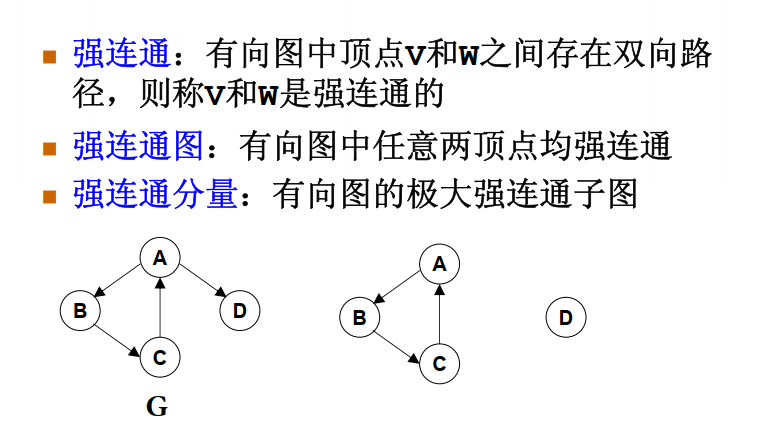 强连通：有向图中顶点V和W之间存在双向路
径，则称V和W是强连通的
强连通图：有向图中任意两顶点均强连通
强连通分量：有向图的极大强连通子图
A
B
D
C
G
A
B
C
D